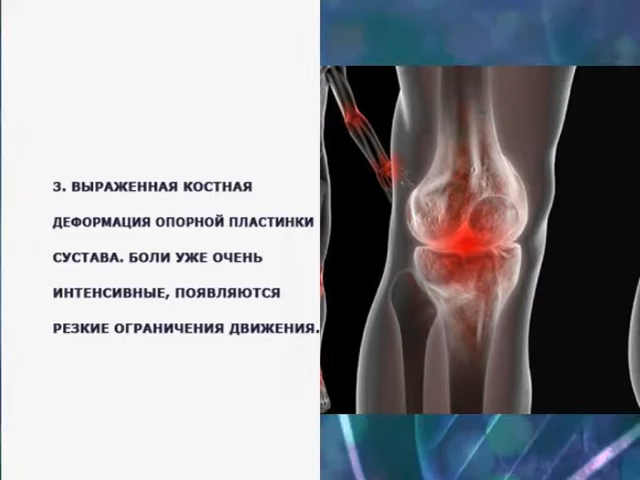 3. ВЫРАЖЕННАЯ КОСТНАЯ
ДЕФОРМАЦИЯ ОПОРНОЙ ПЛАСТИНКИ
СУСТАВА. БОЛИ УЖЕ ОЧЕНЬ
ИНТЕНСИВНЫЕ, ПОЯВЛЯЮТСЯ
РЕЗКИЕ ОГРАНИЧЕНИЯ ДВИЖЕНИЯ.